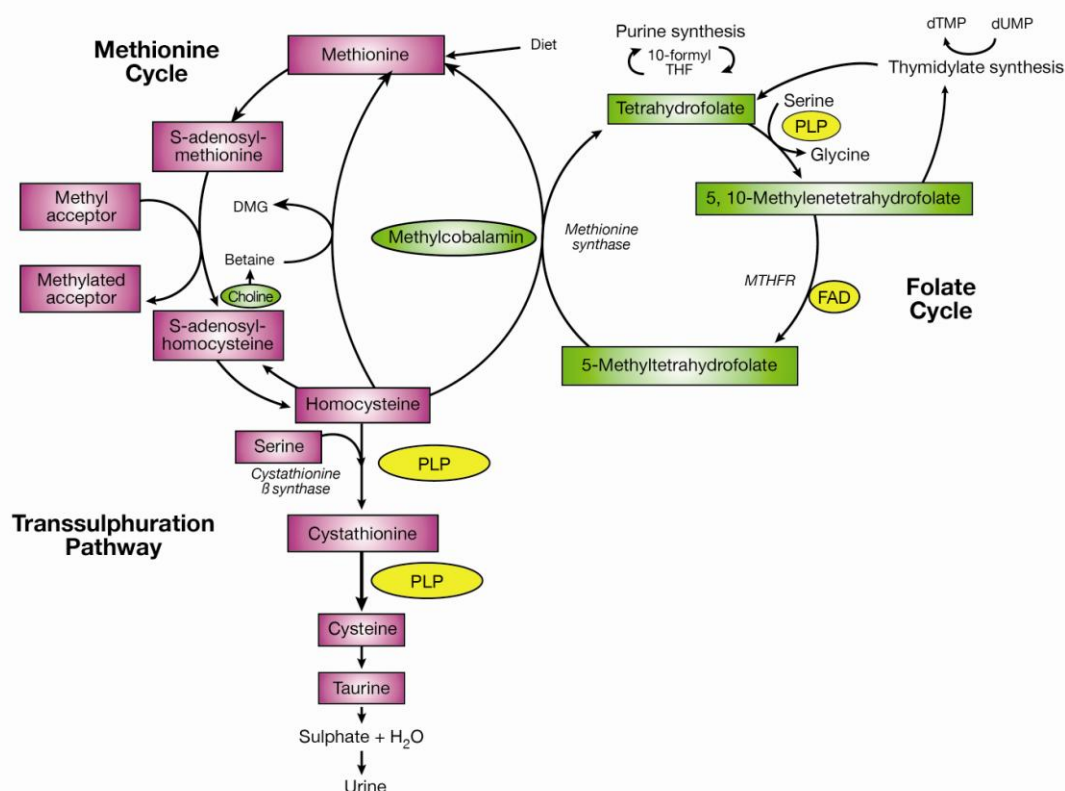 Methionine
Cycle
Methionine
Diet
Purine synthesis
10-formyl
THF
dTMP
dUMP
Thymidylate synthesis
Tetrahydrofolate
Serine
PLP
Glycine
S-adenosyl-
methionine
Methyl
acceptor
5, 10-Methylenetetrahydrofolate
DMG
Methylcobalamin
Methionine
synthase
Betaine
Methylated
acceptor
Choline
MTHFR
FAD
Folate
Cycle
S-adenosyl-
homocysteine
5-Methyltetrahydrofolate
Homocysteine
Serine
Cystathionine
ß synthase
PLP
Transsulphuration
Pathway
Cystathionine
PLP
Cysteine
Taurine
Sulphate + H₂O
Urine